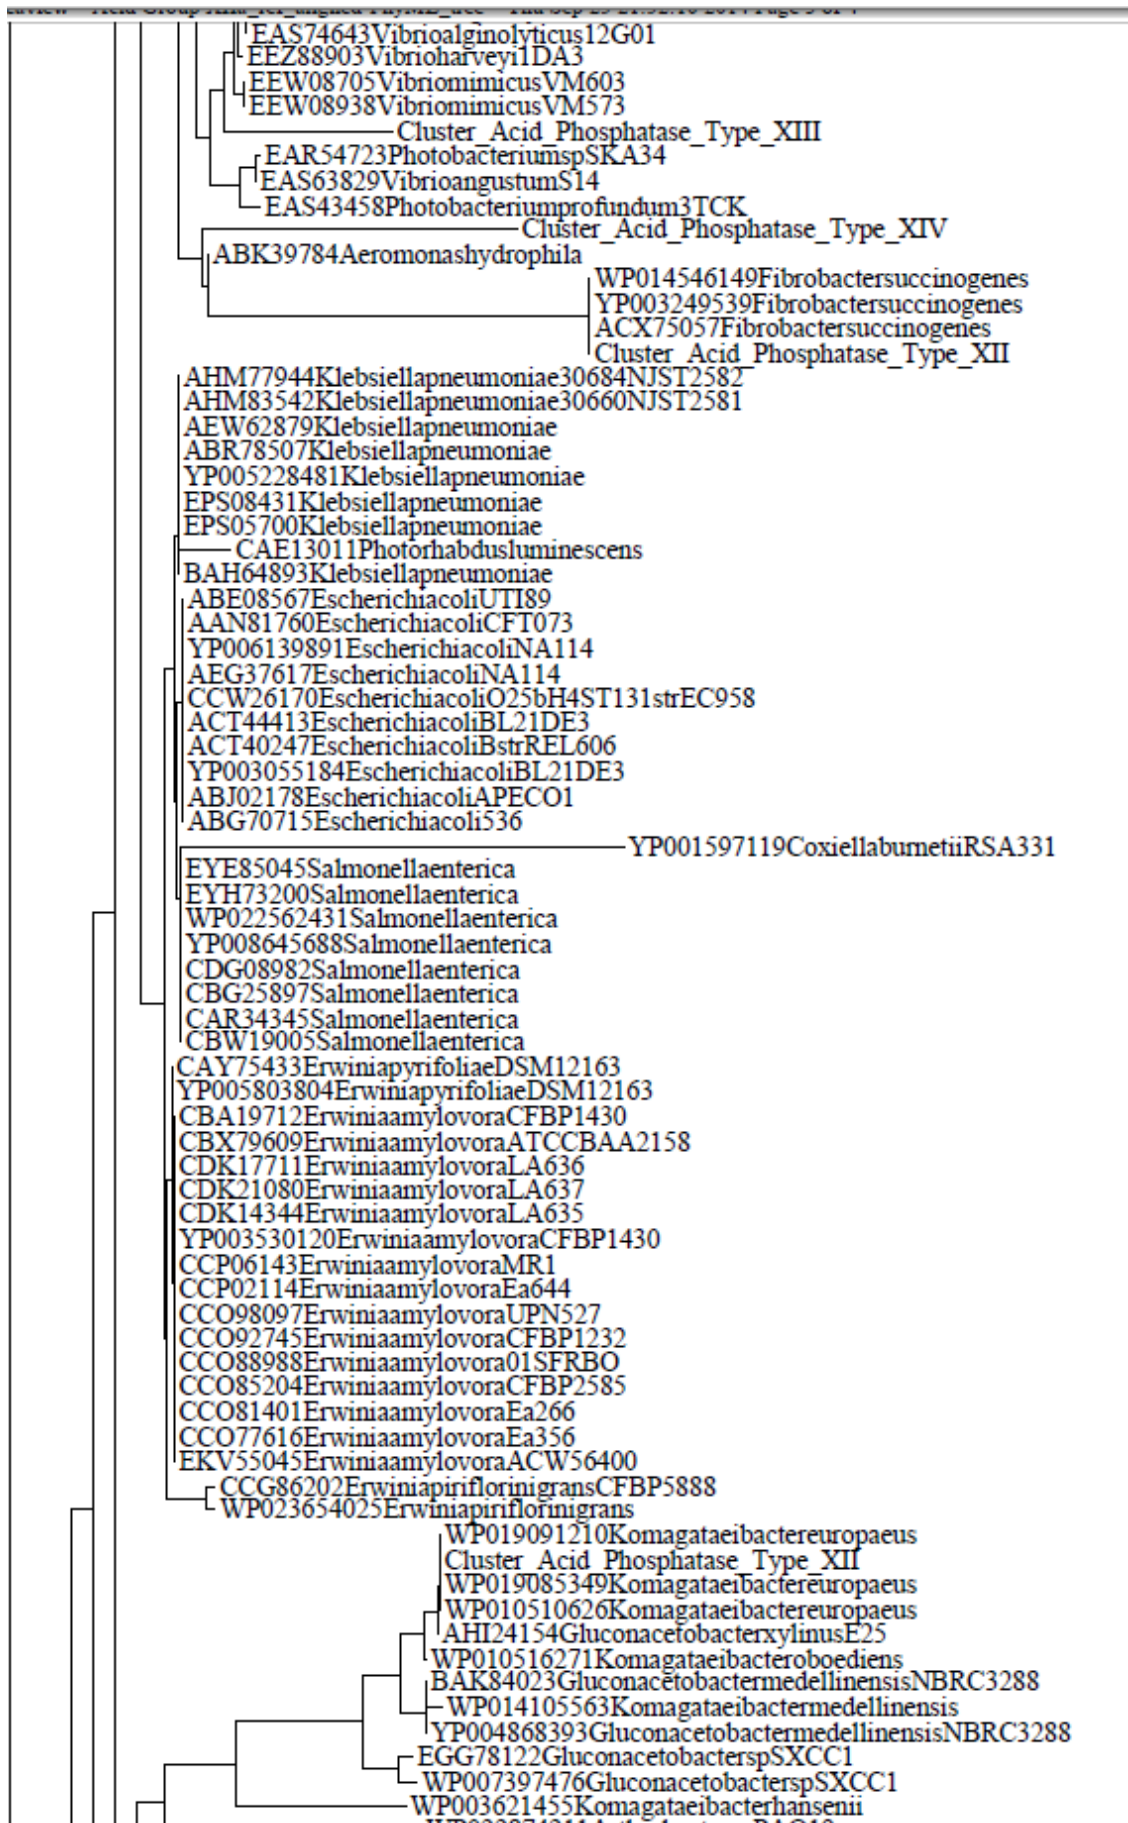 EAS74643Vibrioalginolyticus12G01
EEZ88903Vibrioharveyi1DA3
EEW08705VibriomimicusVM603
EEW08938VibriomimicusVM573
Cluster_Acid_Phosphatase_Type_XIII
EAR54723PhotobacteriumspSKA34
EAS63829VibrioangustumS14
EAS43458Photobacteriumprofundum3TCK
Cluster_Acid_Phosphatase_Type_XIV
ABK39784Aeromonashydrophila
WP014546149Fibrobactersuccinogenes
YP003249539Fibrobactersuccinogenes
ACX75057Fibrobactersuccinogenes
Cluster_Acid_Phosphatase_Type_XII
AHM77944Klebsiellapneumoniae30684NJST2582
AHM83542Klebsiellapneumoniae30660NJST2581
AEW62879Klebsiellapneumoniae
ABR78507Klebsiellapneumoniae
YP005228481Klebsiellapneumoniae
EPS08431Klebsiellapneumoniae
EPS05700Klebsiellapneumoniae
CAE13011Photorhabdusluminescens
BAH64893Klebsiellapneumoniae
ABE08567EscherichiacoliUTI89
AAN81760EscherichiacoliCFT073
YP006139891EscherichiacoliNA114
AEG37617EscherichiacoliNA114
CCW26170EscherichiacoliO25bH4ST131strEC958
ACT44413EscherichiacoliBL21DE3
ACT40247EscherichiacoliBstrREL606
YP003055184EscherichiacoliBL21DE3
ABJ02178EscherichiacoliAPECO1
ABG70715Escherichiacoli536
YP001597119CoxiellaburnetiiRSA331
EYE85045Salmonellaenterica
EYH73200Salmonellaenterica
WP022562431Salmonellaenterica
YP008645688Salmonellaenterica
CDG08982Salmonellaenterica
CBG25897Salmonellaenterica
CAR34345Salmonellaenterica
CBW19005Salmonellaenterica
CAY75433ErwiniapyrifoliaeDSM12163
YP005803804ErwiniapyrifoliaeDSM12163
CBA19712ErwiniaamylovoraCFBP1430
CBX79609ErwiniaamylovoraATCCBAA2158
CDK17711ErwiniaamylovoraLA636
CDK21080ErwiniaamylovoraLA637
CDK14344ErwiniaamylovoraLA635
YP003530120ErwiniaamylovoraCFBP1430
CCP06143ErwiniaamylovoraMR1
CCP02114ErwiniaamylovoraEa644
CCO98097ErwiniaamylovoraUPN527
CCO92745ErwiniaamylovoraCFBP1232
CCO88988Erwiniaamylovora01SFRBO
CCO85204ErwiniaamylovoraCFBP2585
CCO81401ErwiniaamylovoraEa266
CCO77616ErwiniaamylovoraEa356
EKV55045ErwiniaamylovoraACW56400
CCG86202ErwiniapiriflorinigransCFBP5888
WP023654025Erwiniapiriflorinigrans
WP019091210Komagataeibactereuropaeus
Cluster_Acid_Phosphatase_Type_XII
WP019085349Komagataeibactereuropaeus
WP010510626Komagataeibactereuropaeus
AHI24154GluconacetobacterxylinusE25
WP010516271Komagataeibacteroboediens
BAK84023GluconacetobactermedellinensisNBRC3288
WP014105563Komagataeibactermedellinensis
YP004868393GluconacetobactermedellinensisNBRC3288
EGG78122GluconacetobacterspSXCC1
WP007397476GluconacetobacterspSXCC1
WP003621455Komagataeibacterhansenii